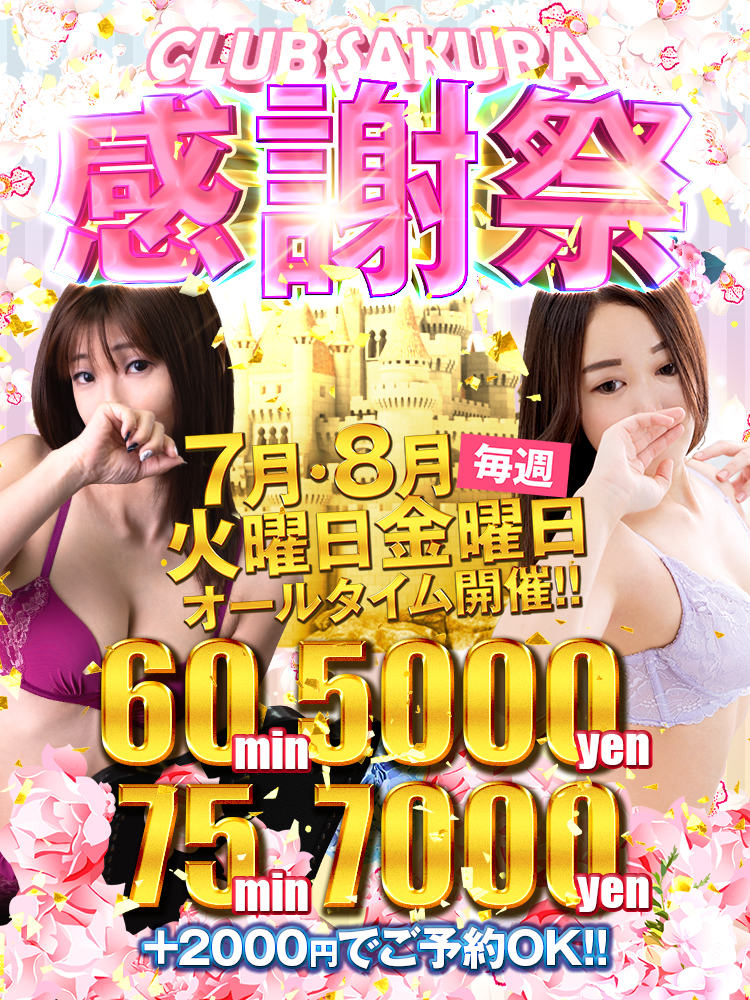 CLUB SAKURA
感謝祭
7月・8月 毎週
火曜日金曜日
オールタイム開催!!
60min 5000yen
75min 7000yen
+2000円でご予約OK!!